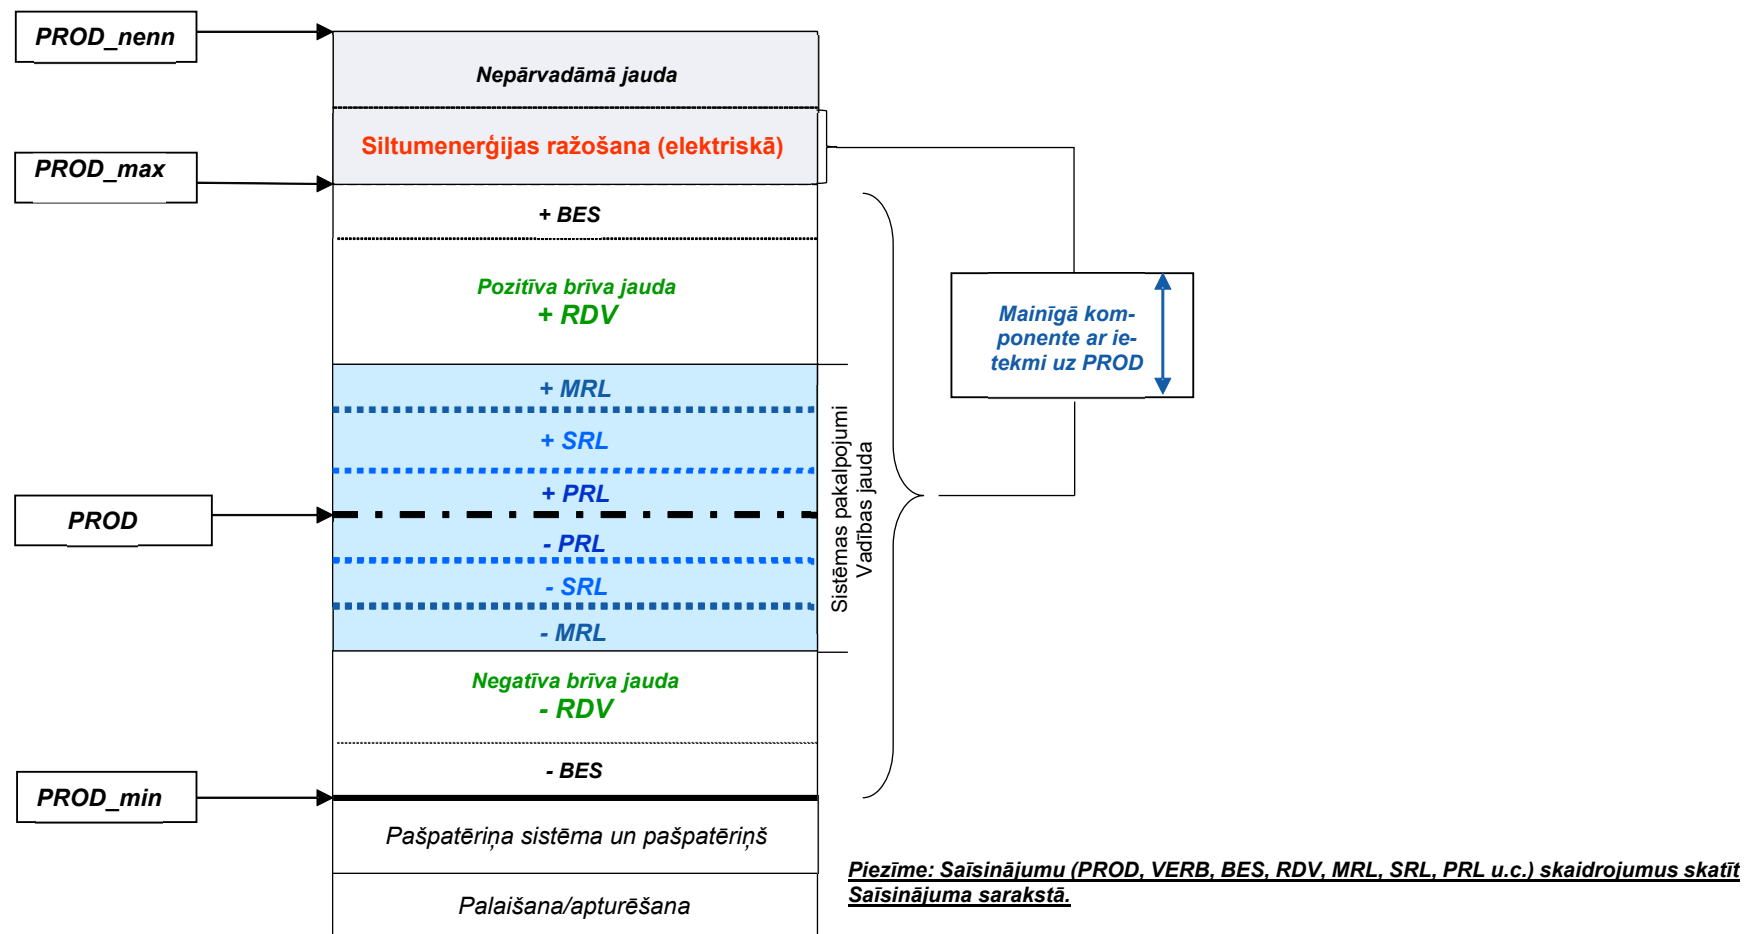 PROD_nenn
Nepārvadāmā jauda
Siltumenerģijas ražošana (elektriskā)
PROD_max
+ BES
Pozitīva brīva jauda
+ RDV
Mainīgā kom-
ponente ar ie-
tekmi uz PROD
+ MRL
+ SRL
+ PRL
PROD
- PRL
- SRL
- MRL
Sistēmas pakalpojumi
Vadības jauda
Negatīva brīva jauda
- RDV
- BES
PROD_min
Pašpatēriņa sistēma un pašpatēriņš
Palaišana/apturēšana
Piezīme: Saīsinājumu (PROD, VERB, BES, RDV, MRL, SRL, PRL u.c.) skaidrojumus skatīt
Saīsinājuma sarakstā.